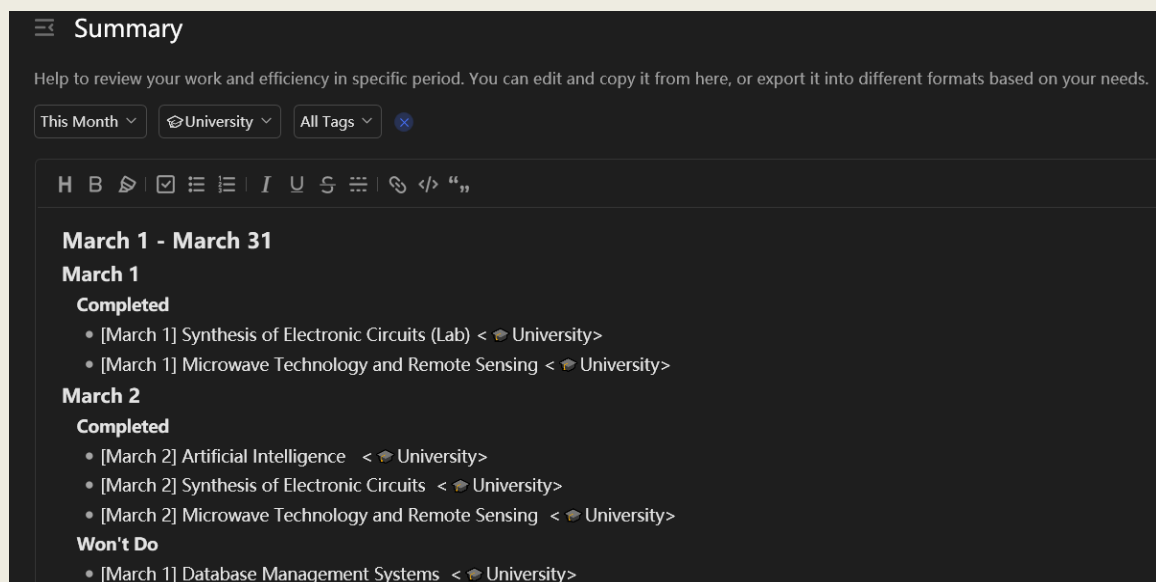 Summary
Help to review your work and efficiency in specific period. You can edit and copy it from here, or export it into different formats based on your needs.
This Month University All Tags
H B I U S </> “„
March 1 - March 31
March 1
Completed
• [March 1] Synthesis of Electronic Circuits (Lab) < 🎓 University>
• [March 1] Microwave Technology and Remote Sensing < 🎓 University>
March 2
Completed
• [March 2] Artificial Intelligence < 🎓 University>
• [March 2] Synthesis of Electronic Circuits < 🎓 University>
• [March 2] Microwave Technology and Remote Sensing < 🎓 University>
Won't Do
• [March 1] Database Management Systems < 🎓 University>